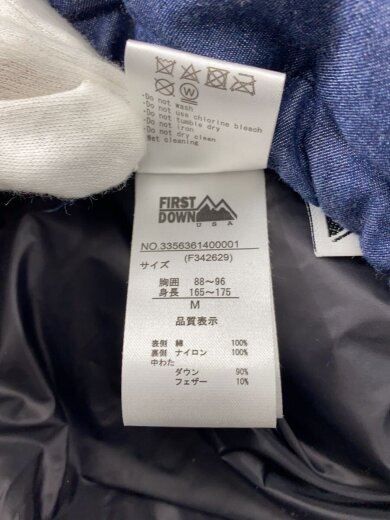 Do not wash
Do not use chlorine bleach
Do not tumble dry
Do not iron
Do not dry clean
Wet cleaning
W
FIRST
DOWN
USA
NO.3356361400001
サイズ (F342629)
胸囲 88～96
身長 165～175
M
品質表示
表側 綿 100%
裏側 ナイロン 100%
中わた
ダウン 90%
フェザー 10%